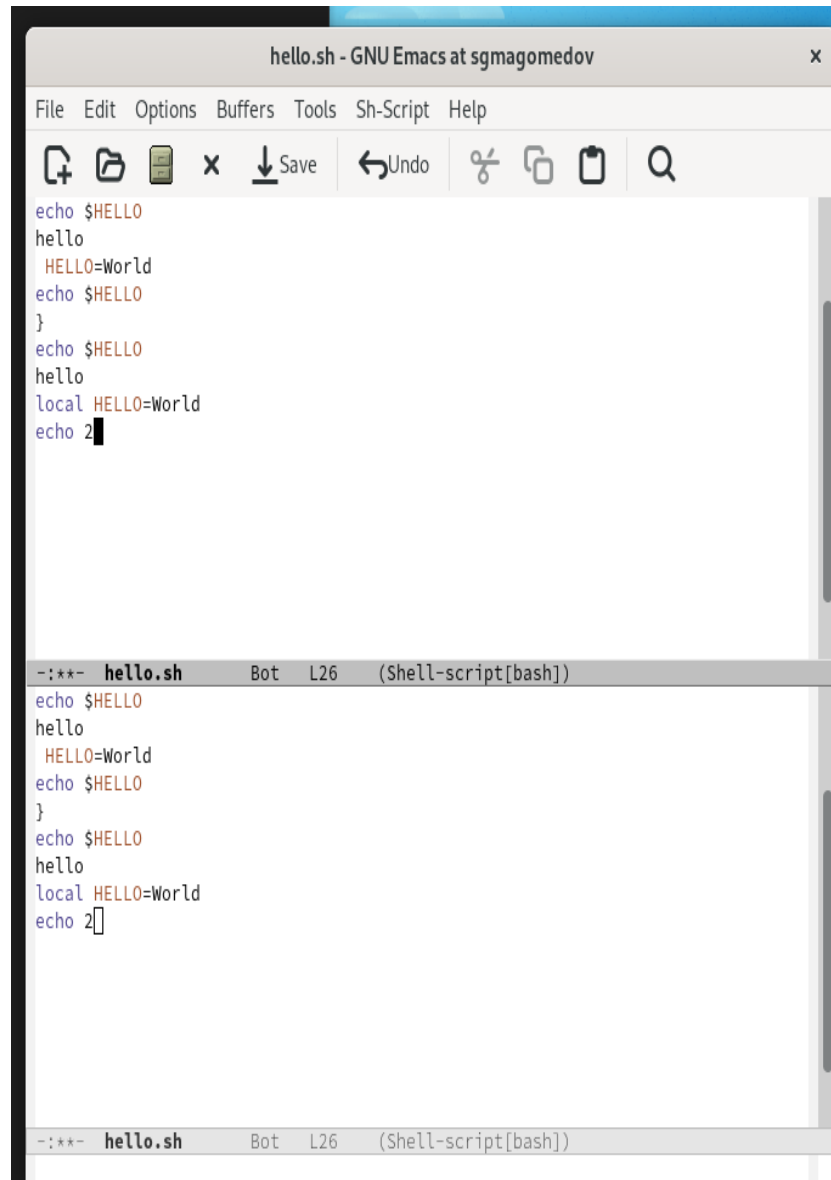 hello.sh - GNU Emacs at sgmagomedov x
File Edit Options Buffers Tools Sh-Script Help
Save Undo
echo $HELLO
hello
 HELLO=World
echo $HELLO
}
echo $HELLO
hello
local HELLO=World
echo 2
-:**- hello.sh Bot L26 (Shell-script[bash])
echo $HELLO
hello
 HELLO=World
echo $HELLO
}
echo $HELLO
hello
local HELLO=World
echo 2
-:**- hello.sh Bot L26 (Shell-script[bash])